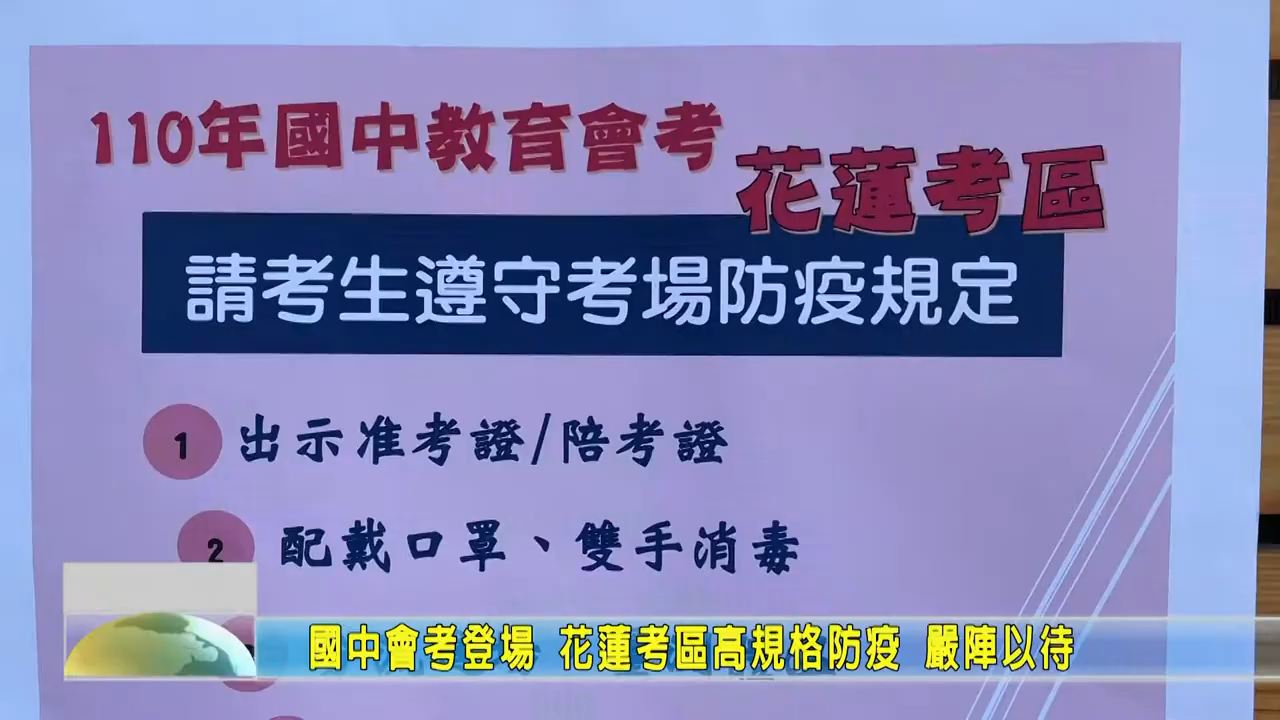 110年國中教育會考
花蓮考區
請考生遵守考場防疫規定
1 出示准考證/陪考證
2 配戴口罩、雙手消毒
國中會考登場 花蓮考區高規格防疫 嚴陣以待